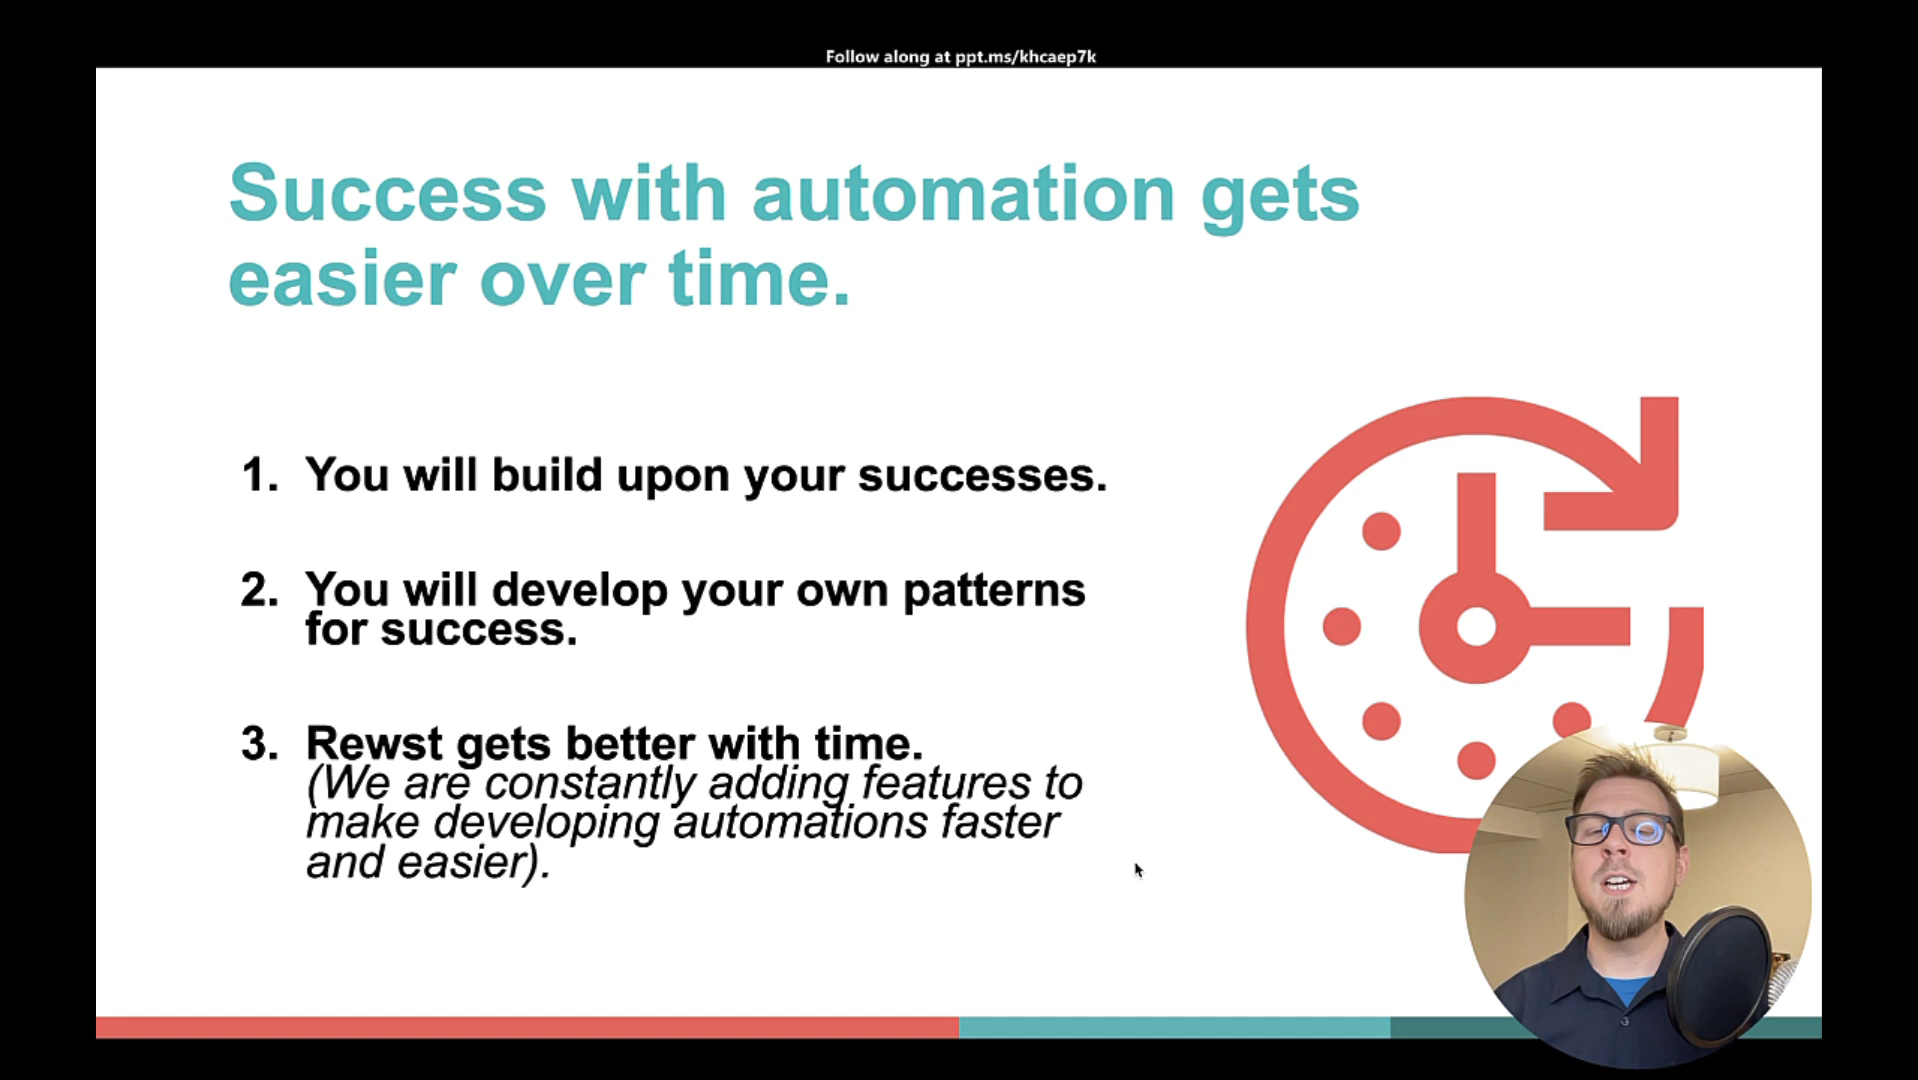 Follow along at ppt.ms/khcaep7k
Success with automation gets
easier over time.
1. You will build upon your successes.
2. You will develop your own patterns
for success.
3. Rewst gets better with time.
(We are constantly adding features to
make developing automations faster
and easier).